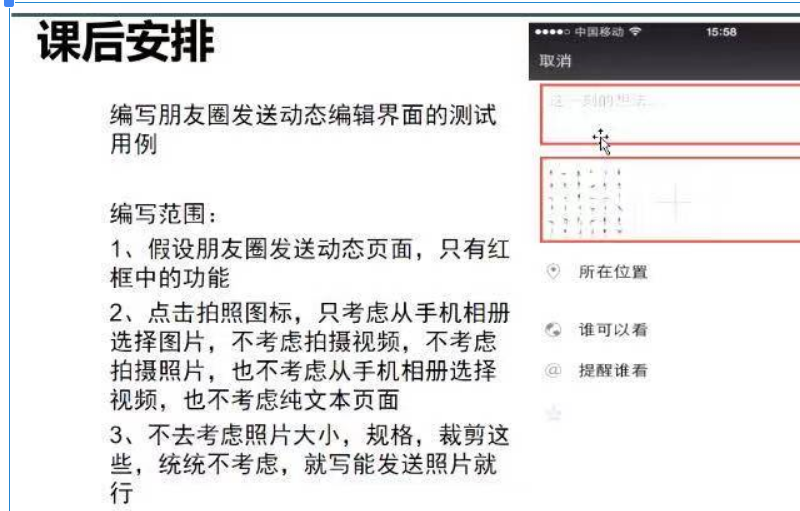 课后安排
中国移动
15:58
取消
这一刻的想法...
编写朋友圈发送动态编辑界面的测试
用例
编写范围：
1、假设朋友圈发送动态页面，只有红
框中的功能
2、点击拍照图标，只考虑从手机相册
选择图片，不考虑拍摄视频，不考虑
拍摄照片，也不考虑从手机相册选择
视频，也不考虑纯文本页面
3、不去考虑照片大小，规格，裁剪这
些，统统不考虑，就写能发送照片就
行
所在位置
谁可以看
@
提醒谁看